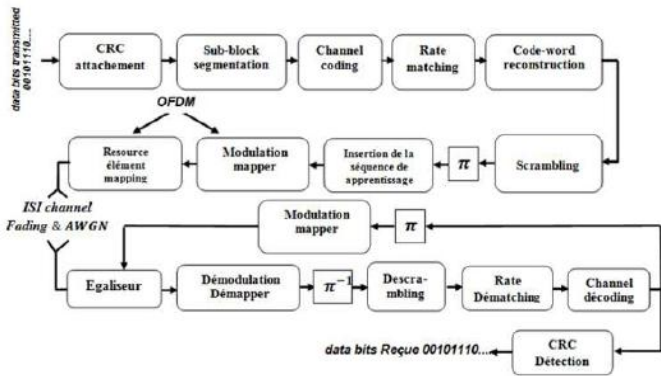 data bits transmitted
00101110....
CRC
attachement
Sub-block
segmentation
Channel
coding
Rate
matching
Code-word
reconstruction
OFDM
Resource
élément
mapping
Modulation
mapper
Insertion de la
séquence de
apprentissage
π
Scrambling
ISI channel
Fading & AWGN
Modulation
mapper
π
Egaliseur
Démodulation
Démapper
π⁻¹
Descram-
bling
Rate
Dématching
Channel
décoding
data bits Reçue 00101110....
CRC
Détection